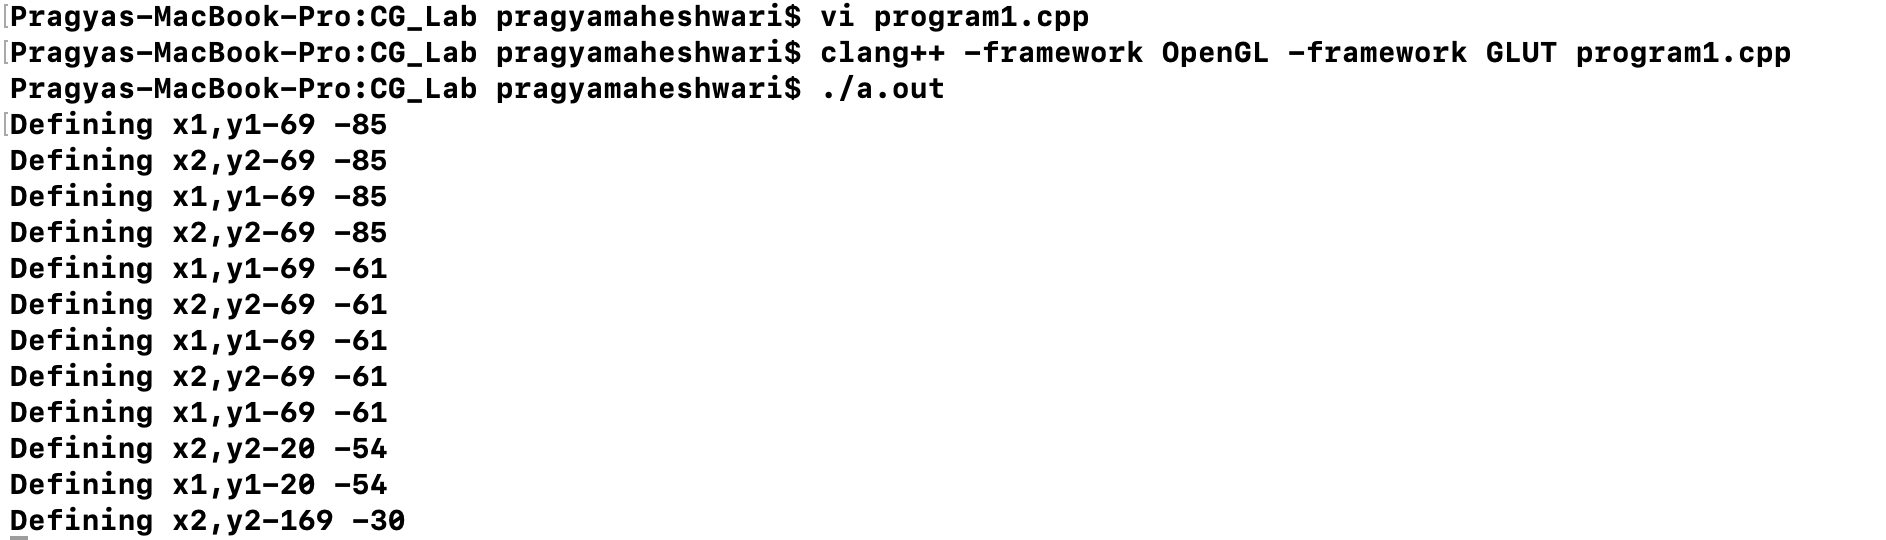 Pragyas-MacBook-Pro:CG_Lab pragyamaheshwari$ vi program1.cpp
Pragyas-MacBook-Pro:CG_Lab pragyamaheshwari$ clang++ -framework OpenGL -framework GLUT program1.cpp
Pragyas-MacBook-Pro:CG_Lab pragyamaheshwari$ ./a.out
Defining x1,y1-69 -85
Defining x2,y2-69 -85
Defining x1,y1-69 -85
Defining x2,y2-69 -85
Defining x1,y1-69 -61
Defining x2,y2-69 -61
Defining x1,y1-69 -61
Defining x2,y2-69 -61
Defining x1,y1-69 -61
Defining x2,y2-20 -54
Defining x1,y1-20 -54
Defining x2,y2-169 -30